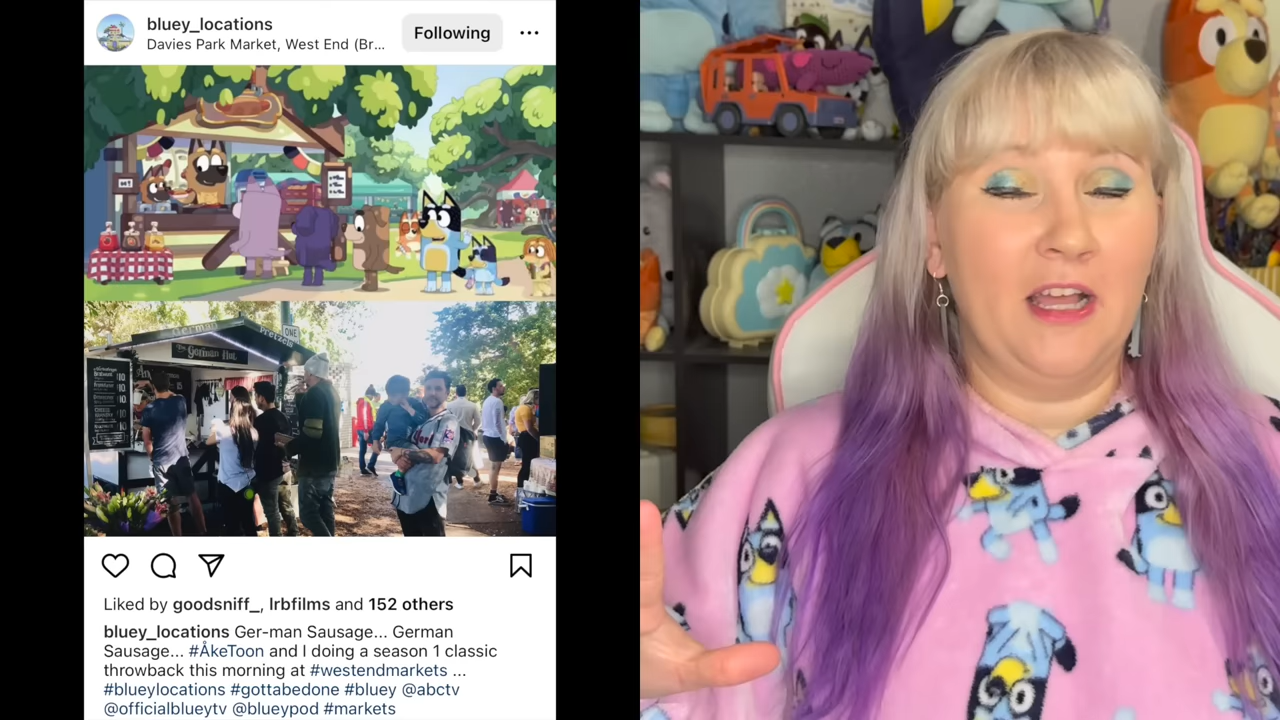 bluey_locations
Davies Park Market, West End (Br...
Following
German
Pretzels
ONE
The German Hut
Liked by goodsniff_, lrbfilms and 152 others
bluey_locations Ger-man Sausage... German
Sausage... #ÅkeToon and I doing a season 1 classic
throwback this morning at #westendmarkets ...
#blueylocations #gottabedone #bluey @abctv
@officialblueytv @blueypod #markets